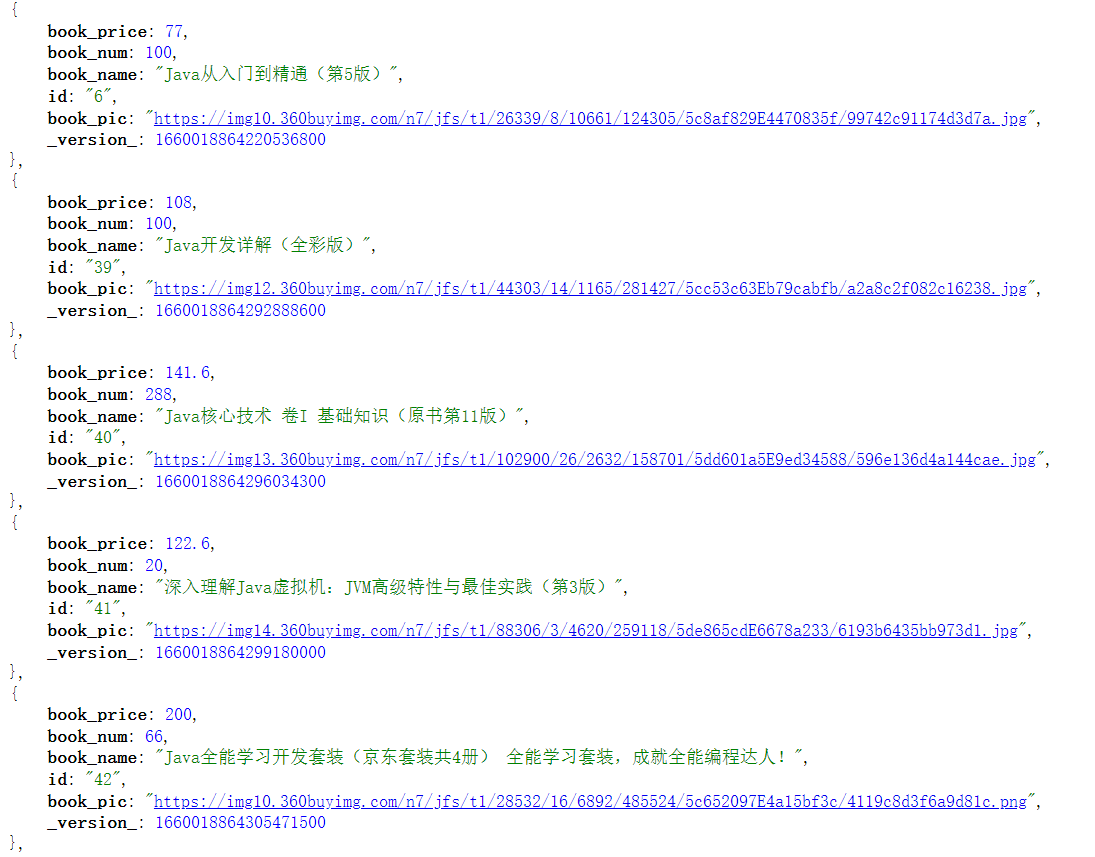 {
book_price: 77,
book_num: 100,
book_name: "Java从入门到精通（第5版）",
id: "6",
book_pic: "https://img10.360buyimg.com/n7/jfs/t1/26339/8/10661/124305/5c8af829E4470835f/99742c91174d3d7a.jpg",
_version_: 1660018864220536800
},
{
book_price: 108,
book_num: 100,
book_name: "Java开发详解（全彩版）",
id: "39",
book_pic: "https://img12.360buyimg.com/n7/jfs/t1/44303/14/1165/281427/5cc53c63Eb79cabfb/a2a8c2f082c16238.jpg",
_version_: 1660018864292888600
},
{
book_price: 141.6,
book_num: 288,
book_name: "Java核心技术 卷I 基础知识（原书第11版）",
id: "40",
book_pic: "https://img13.360buyimg.com/n7/jfs/t1/102900/26/2632/158701/5dd601a5E9ed34588/596e136d4a144cae.jpg",
_version_: 1660018864296034300
},
{
book_price: 122.6,
book_num: 20,
book_name: "深入理解Java虚拟机：JVM高级特性与最佳实践（第3版）",
id: "41",
book_pic: "https://img14.360buyimg.com/n7/jfs/t1/88306/3/4620/259118/5de865cdE6678a233/6193b6435bb973d1.jpg",
_version_: 1660018864299180000
},
{
book_price: 200,
book_num: 66,
book_name: "Java全能学习开发套装（京东套装共4册） 全能学习套装，成就全能编程达人！",
id: "42",
book_pic: "https://img10.360buyimg.com/n7/jfs/t1/28532/16/6892/485524/5c652097E4a15bf3c/4119c8d3f6a9d81c.png",
_version_: 1660018864305471500
},